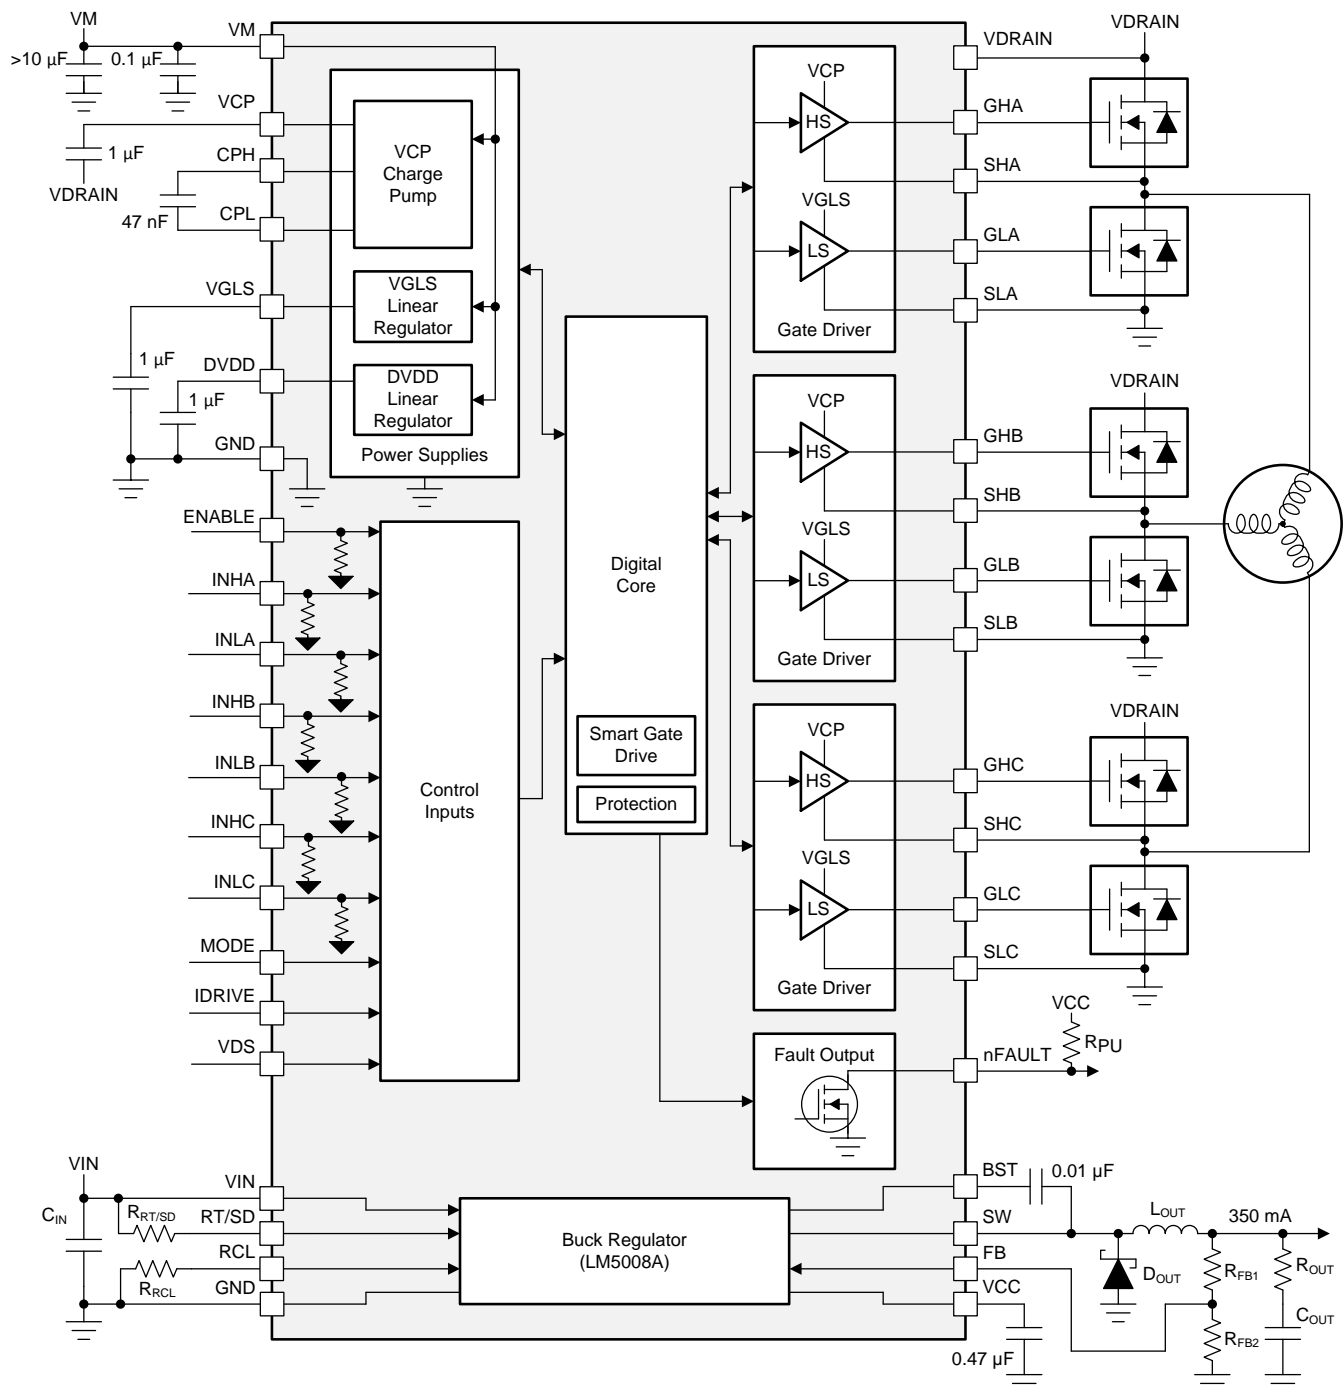 VM
VM
>10 µF
0.1 µF
VCP
1 µF
VDRAIN
CPH
47 nF
CPL
VGLS
1 µF
DVDD
1 µF
GND
VCP
Charge
Pump
VGLS
Linear
Regulator
DVDD
Linear
Regulator
Power Supplies
ENABLE
INHA
INLA
INHB
INLB
INHC
INLC
MODE
IDRIVE
VDS
Control
Inputs
Digital
Core
Smart Gate
Drive
Protection
VCP
HS
VGLS
LS
Gate Driver
VCP
HS
VGLS
LS
Gate Driver
VCP
HS
VGLS
LS
Gate Driver
Fault Output
VDRAIN
VDRAIN
GHA
SHA
GLA
SLA
VDRAIN
GHB
SHB
GLB
SLB
VDRAIN
GHC
SHC
GLC
SLC
VCC
RPU
nFAULT
VIN
VIN
CIN
RRT/SD
RT/SD
RCL
RRCL
GND
Buck Regulator
(LM5008A)
BST
0.01 µF
SW
LOUT
350 mA
FB
DOUT
RFB1
ROUT
VCC
COUT
RFB2
0.47 µF